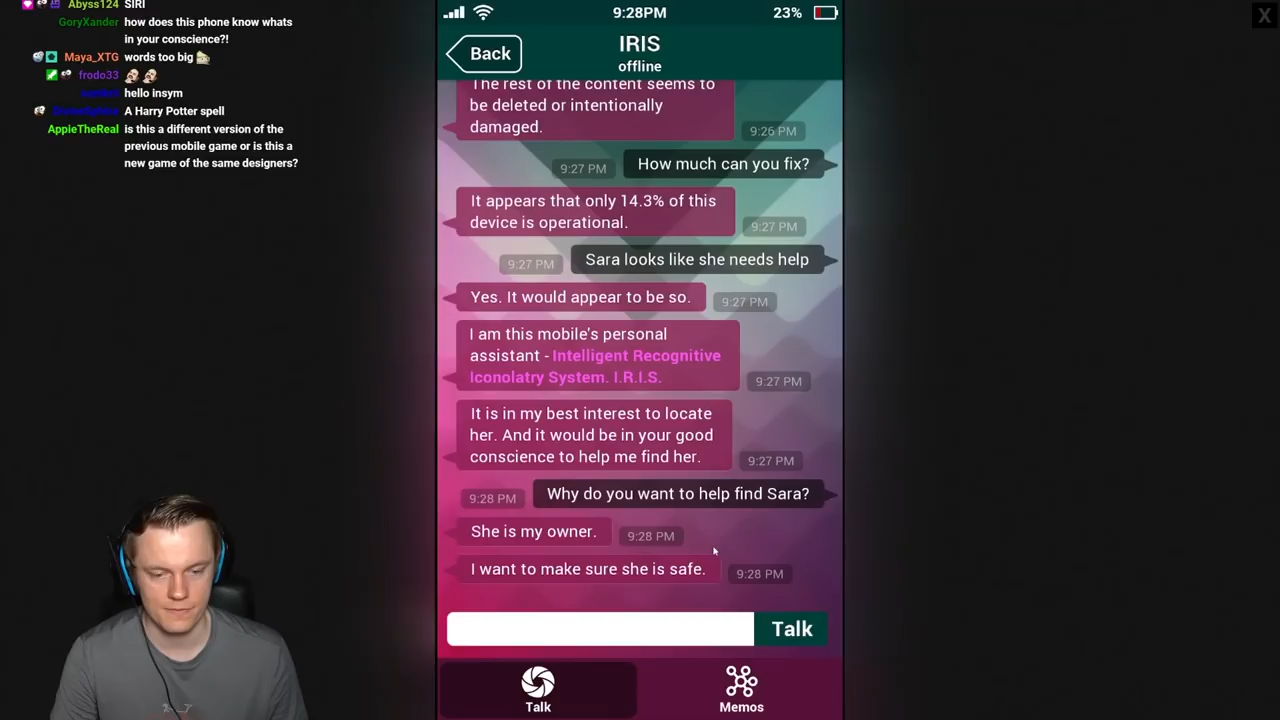 Abyss124 SIRI
GoryXander how does this phone know whats
in your conscience?!
Maya_XTG words too big
frodo33
hello insym
A Harry Potter spell
AppieTheReal is this a different version of the
previous mobile game or is this a
new game of the same designers?
9:28PM
23%
X
Back
IRIS
offline
The rest of the content seems to
be deleted or intentionally
damaged.
9:26 PM
9:27 PM
How much can you fix?
It appears that only 14.3% of this
device is operational.
9:27 PM
9:27 PM
Sara looks like she needs help
Yes. It would appear to be so.
9:27 PM
I am this mobile's personal
assistant - Intelligent Recognitive
Iconolatry System. I.R.I.S.
9:27 PM
It is in my best interest to locate
her. And it would be in your good
conscience to help me find her.
9:27 PM
9:28 PM
Why do you want to help find Sara?
She is my owner.
9:28 PM
I want to make sure she is safe.
9:28 PM
Talk
Talk
Memos